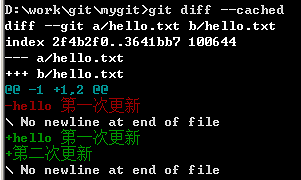 D:\work\git\mygit>git diff --cached
diff --git a/hello.txt b/hello.txt
index 2f4b2f0..3641bb7 100644
--- a/hello.txt
+++ b/hello.txt
@@ -1 +1,2 @@
-hello 第一次更新
\ No newline at end of file
+hello 第一次更新
+第二次更新
\ No newline at end of file